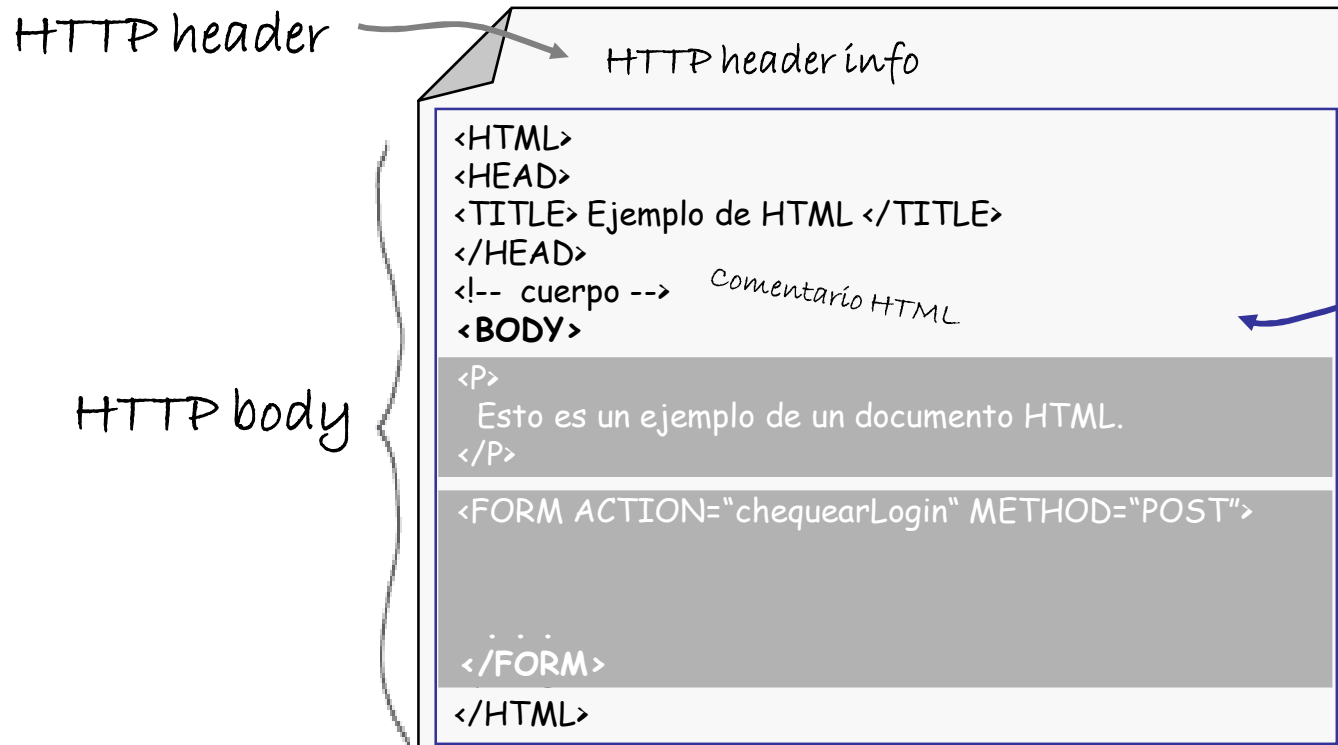 HTTP header
HTTP header info
<HTML>
<HEAD>
<TITLE> Ejemplo de HTML </TITLE>
</HEAD>
<!-- cuerpo -->
Comentario HTML
<BODY>
<P>
Esto es un ejemplo de un documento HTML.
</P>
HTTP body
<FORM ACTION=“chequearLogin“ METHOD=“POST”>
. . .
</FORM>
</HTML>